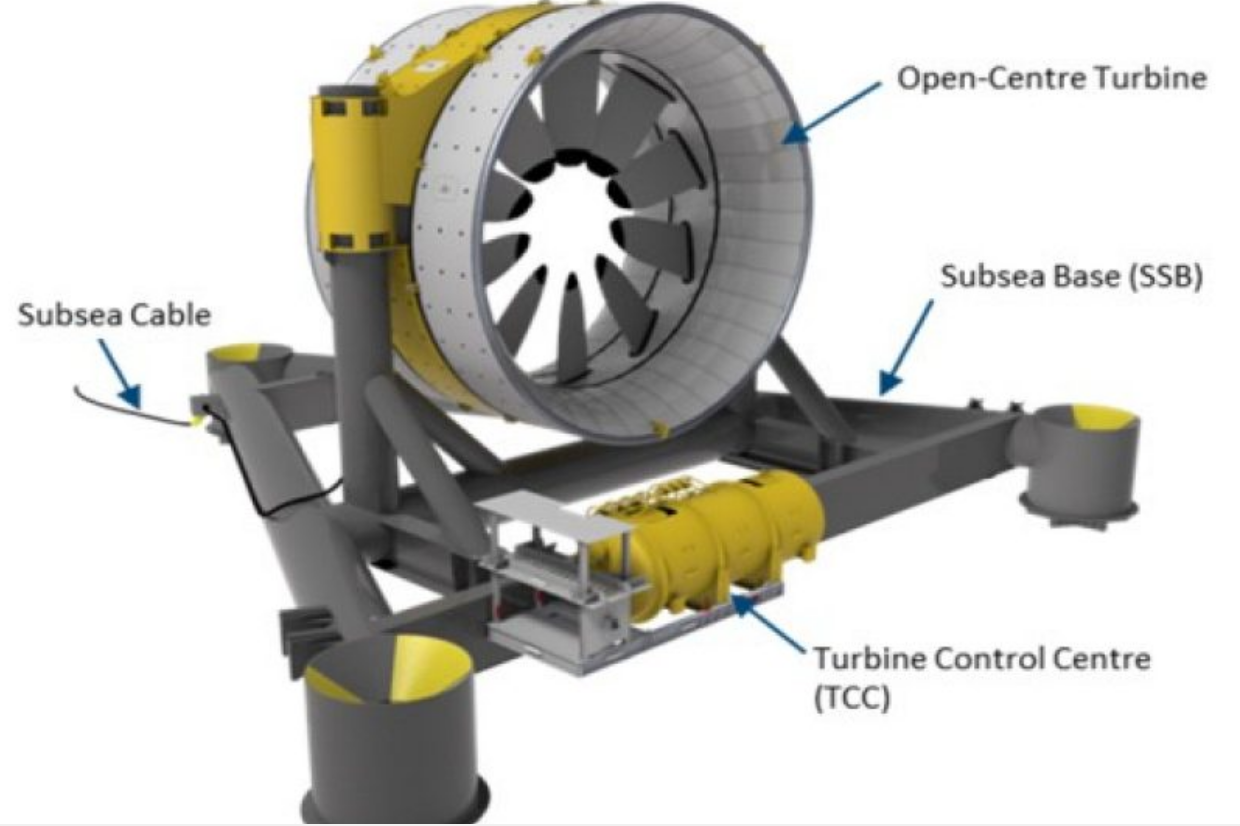 Open-Centre Turbine
Subsea Base (SSB)
Subsea Cable
Turbine Control Centre
(TCC)